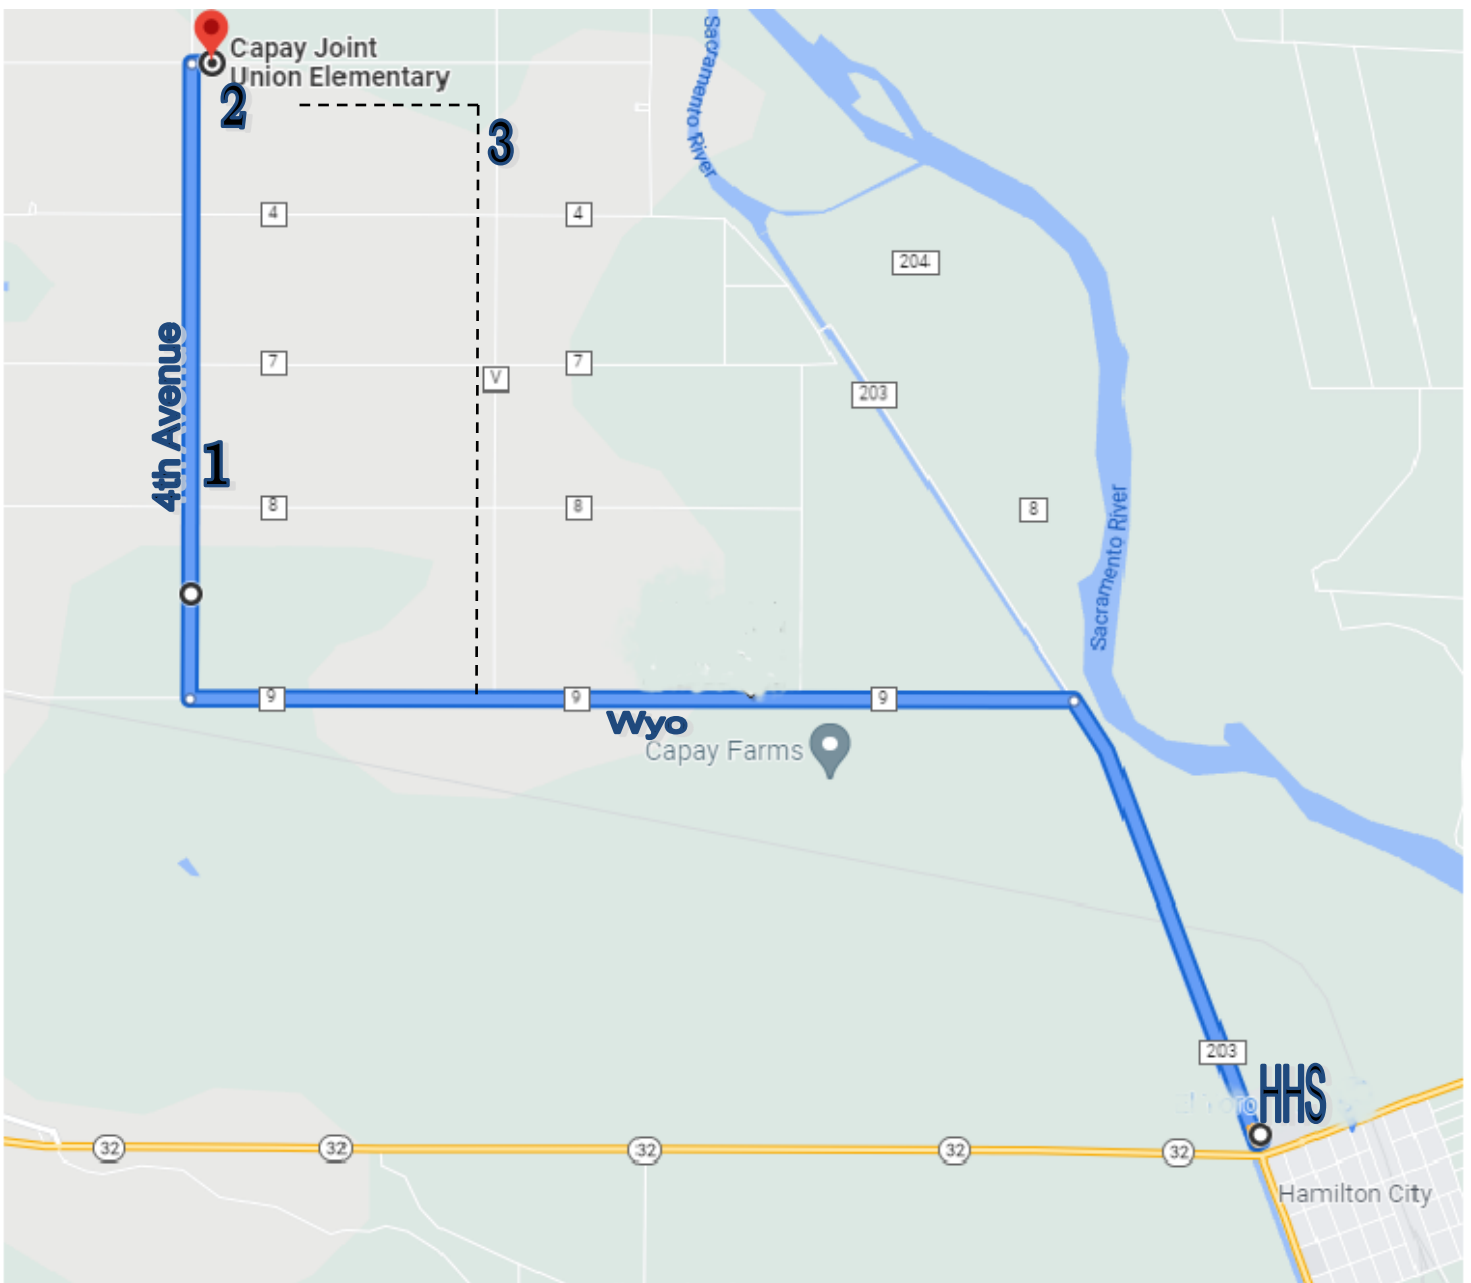 Capay Joint
Union Elementary
Sacramento River
2
3
4
4
204
7
V
7
203
4th Avenue
1
8
8
8
Sacramento River
9
9
9
Wyo
Capay Farms
203
HHS
32
32
32
32
32
Hamilton City